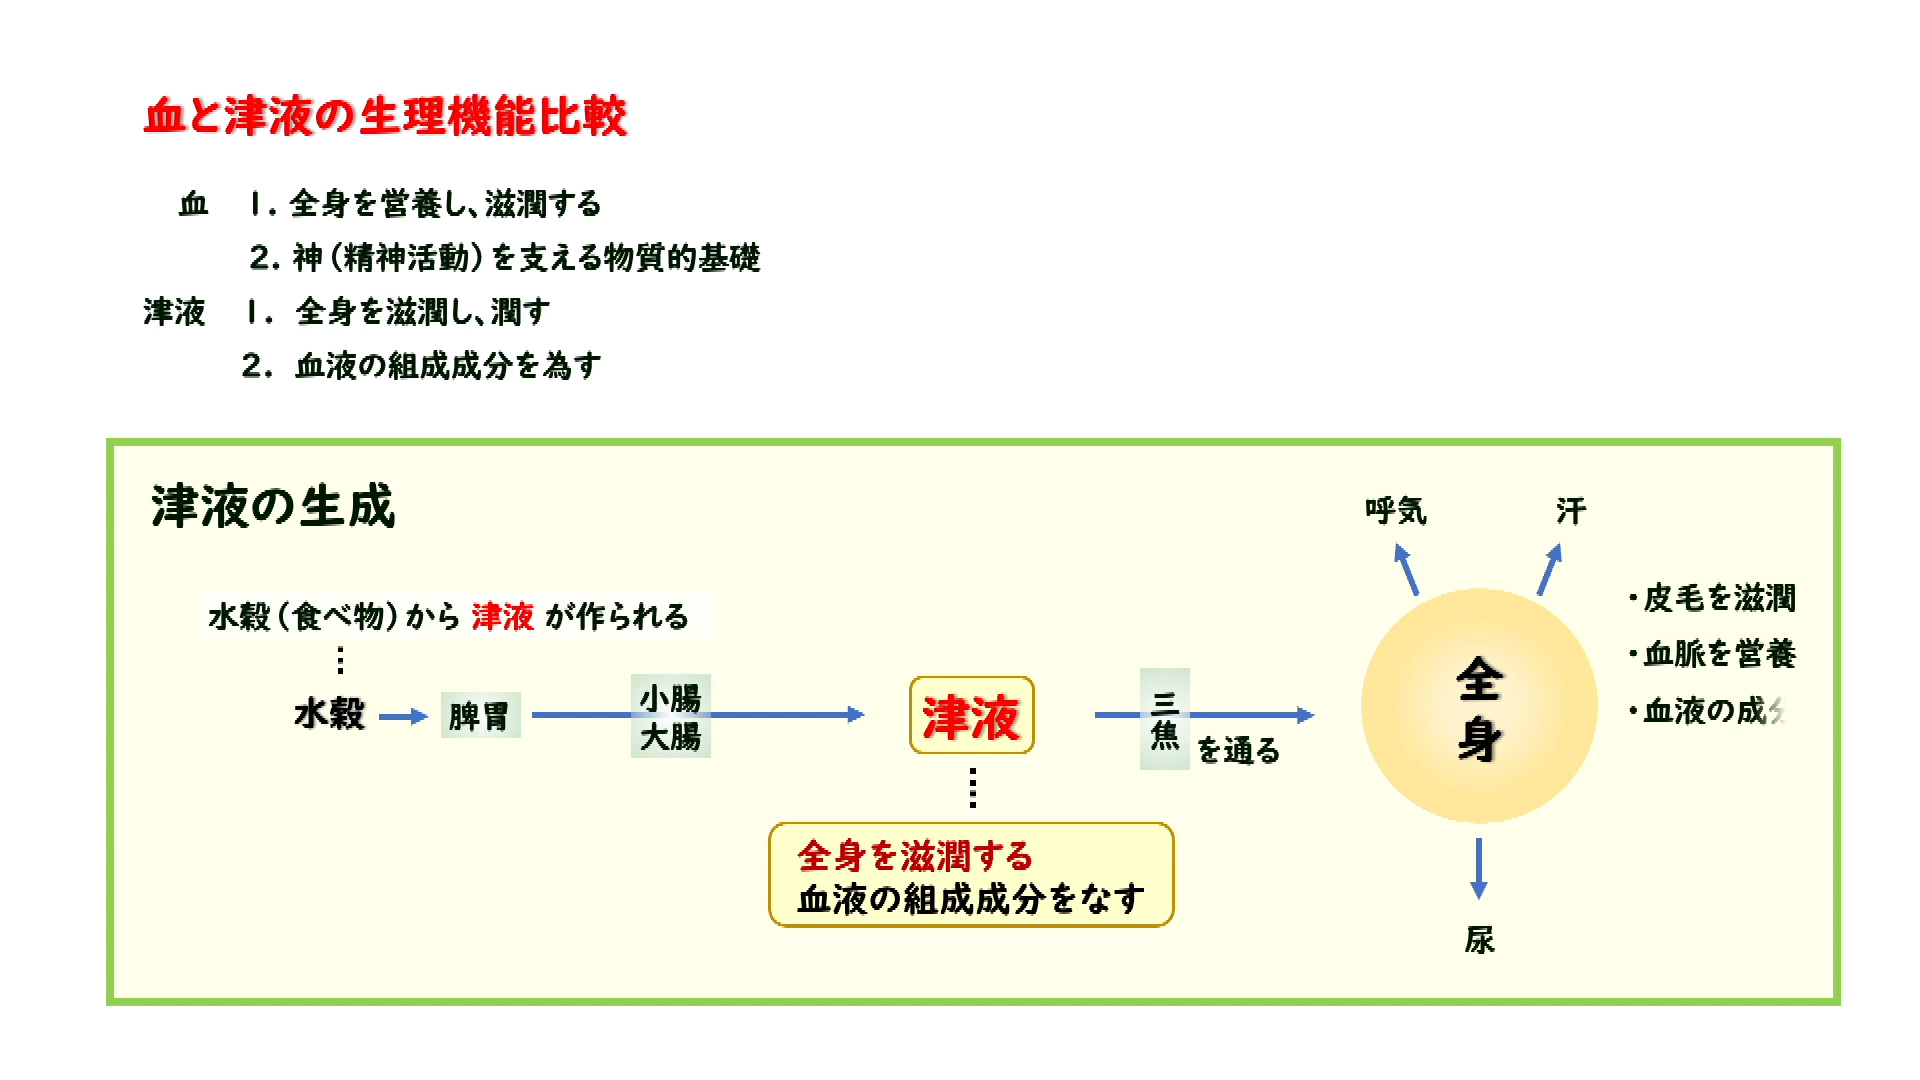 血と津液の生理機能比較
血 1. 全身を営養し、滋潤する
2. 神(精神活動)を支える物質的基礎
津液 1. 全身を滋潤し、潤す
2. 血液の組成成分を為す
津液の生成
水穀(食べ物)から 津液 が作られる
水穀
脾胃
小腸
大腸
津液
三焦
を通る
全身を滋潤する
血液の組成成分をなす
呼気
汗
全身
尿
・皮毛を滋潤
・血脈を営養
・血液の成